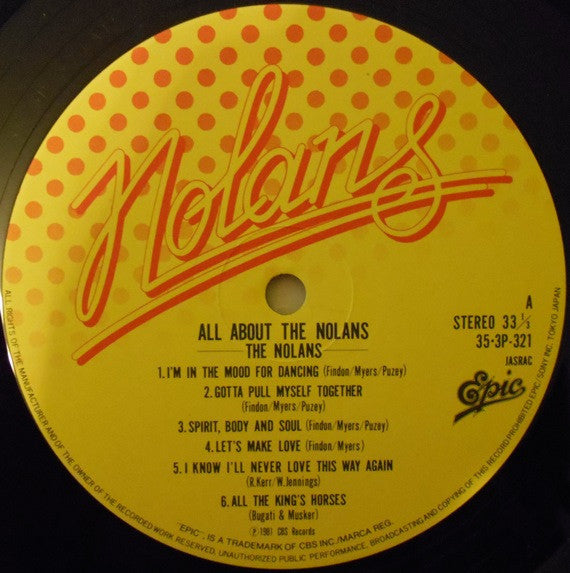 Nolans
A
STEREO 33 1/3
35·3P-321
JASRAC
Epic
ALL ABOUT THE NOLANS
THE NOLANS
1.I'M IN THE MOOD FOR DANCING (Findon/Myers/Puzey)
2.GOTTA PULL MYSELF TOGETHER
(Findon/Myers/Puzey)
3.SPIRIT, BODY AND SOUL (Findon/Myers/Puzey)
4.LET'S MAKE LOVE (Findon/Myers)
5.I KNOW I'LL NEVER LOVE THIS WAY AGAIN
(R.Kerr/W.Jennings)
6.ALL THE KING'S HORSES
(Bugati & Musker)
℗1981 CBS Records
"EPIC", IS A TRADEMARK OF CBS INC./MARCA REG.
ALL RIGHTS OF THE MANUFACTURER AND OF THE OWNER OF THE RECORDED WORK RESERVED. UNAUTHORIZED PUBLIC PERFORMANCE, BROADCASTING AND COPYING OF THIS RECORD PROHIBITED EPIC/SONY INC. TOKYO JAPAN